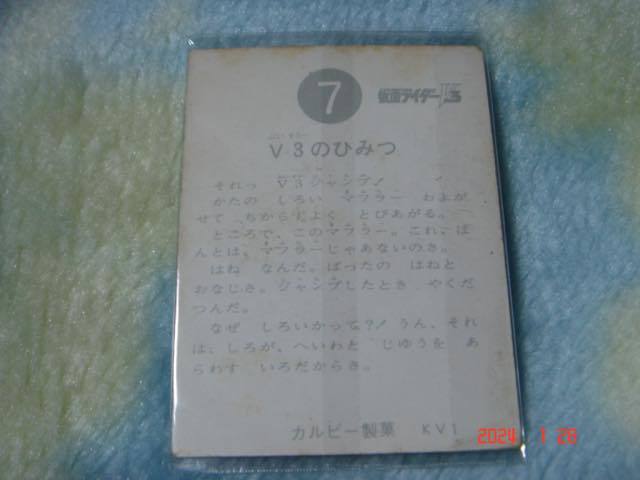 7
仮面ライダーV3
V3のひみつ
それっ V3ジャンプ!
かたの しろい マフラー およが
せて ちからづよく とびあがる。
ところで、このマフラー。これ、ほ
んとは、マフラーじゃあないのさ。
はね なんだ。ばったの はねと
おなじさ。ジャンプしたとき やくだ
つんだ。
なぜ しろいかって?! うん、それ
は、しろが、へいわと じゆうを あ
らわす いろだからさ。
カルビー製菓 KV1
2024 1 28